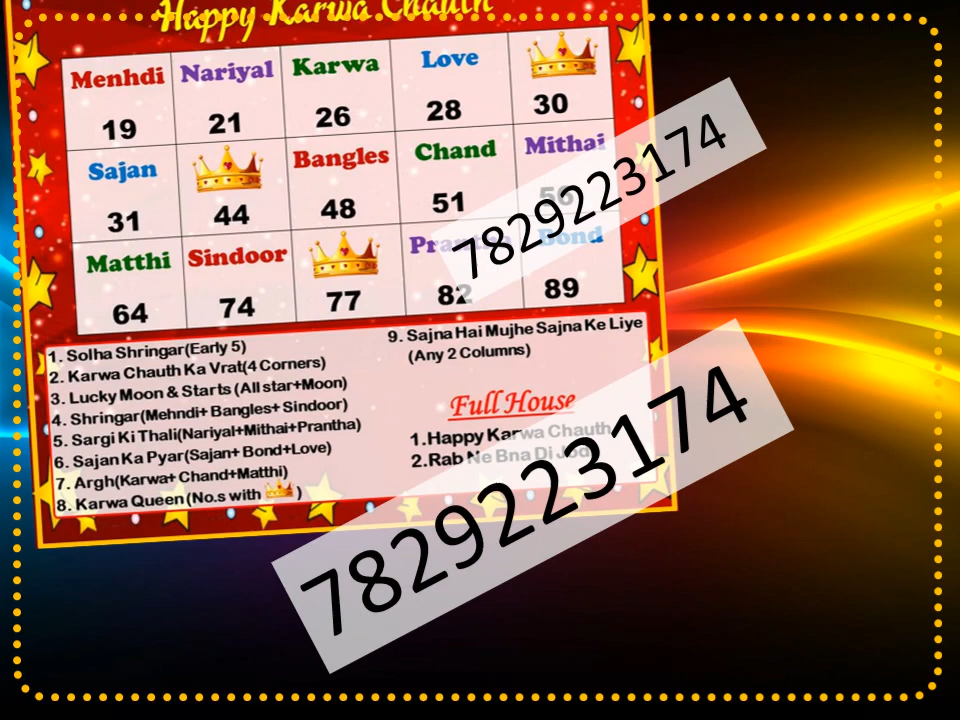 Happy Karwa Chauth
Menhdi Nariyal Karwa Love
19 21 26 28 30
Sajan Bangles Chand Mithai
31 44 48 51 56
Matthi Sindoor Prantha Bond
64 74 77 82 89
1. Solha Shringar(Early 5)
2. Karwa Chauth Ka Vrat(4 Corners)
3. Lucky Moon & Starts (All star+Moon)
4. Shringar(Mehndi+ Bangles+ Sindoor)
5. Sargi Ki Thali(Nariyal+Mithai+Prantha)
6. Sajan Ka Pyar(Sajan+ Bond+Love)
7. Argh(Karwa+ Chand+Matthi)
8. Karwa Queen(No.s with )
9. Sajna Hai Mujhe Sajna Ke Liye
(Any 2 Columns)
Full House
1.Happy Karwa Chauth
2.Rab Ne Bna Di Jodi
7829223174
7829223174